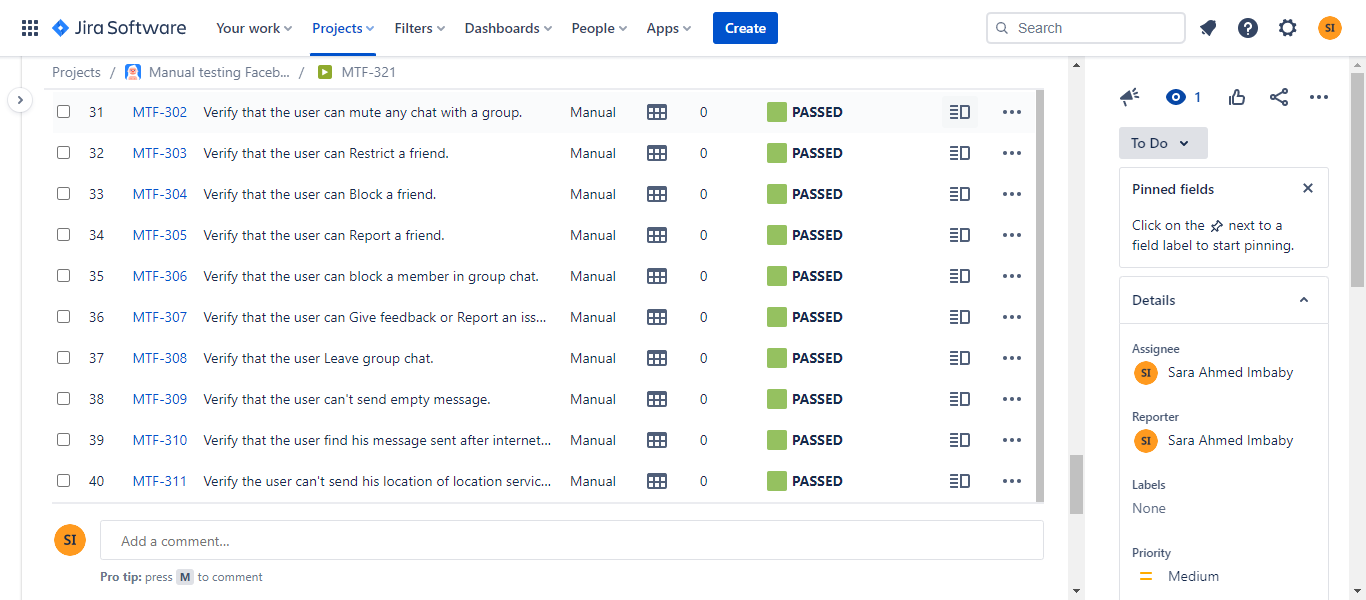 Jira Software Your work Projects Filters Dashboards People Apps Create Search SI
Projects / Manual testing Faceb... / MTF-321
31 MTF-302 Verify that the user can mute any chat with a group. Manual 0 PASSED
32 MTF-303 Verify that the user can Restrict a friend. Manual 0 PASSED
33 MTF-304 Verify that the user can Block a friend. Manual 0 PASSED
34 MTF-305 Verify that the user can Report a friend. Manual 0 PASSED
35 MTF-306 Verify that the user can block a member in group chat. Manual 0 PASSED
36 MTF-307 Verify that the user can Give feedback or Report an iss... Manual 0 PASSED
37 MTF-308 Verify that the user Leave group chat. Manual 0 PASSED
38 MTF-309 Verify that the user can't send empty message. Manual 0 PASSED
39 MTF-310 Verify that the user find his message sent after internet... Manual 0 PASSED
40 MTF-311 Verify the user can't send his location of location servic... Manual 0 PASSED
SI Add a comment...
Pro tip: press M to comment
1
To Do
Pinned fields
Click on the next to a
field label to start pinning.
Details
Assignee
SI Sara Ahmed Imbaby
Reporter
SI Sara Ahmed Imbaby
Labels
None
Priority
Medium